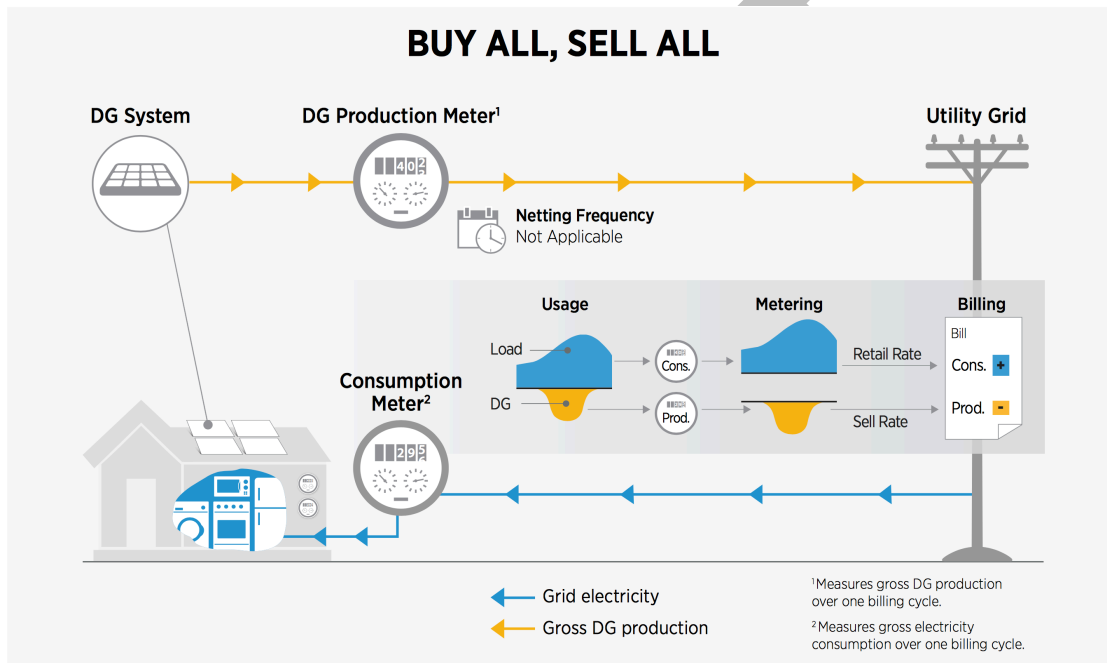 BUY ALL, SELL ALL
DG System
DG Production Meter¹
Utility Grid
402
Netting Frequency
Not Applicable
Usage
Metering
Billing
Load
DG
Cons.
Prod.
Retail Rate
Sell Rate
Bill
Cons. +
Prod. -
Consumption
Meter²
295
Grid electricity
Gross DG production
¹Measures gross DG production
over one billing cycle.
²Measures gross electricity
consumption over one billing cycle.